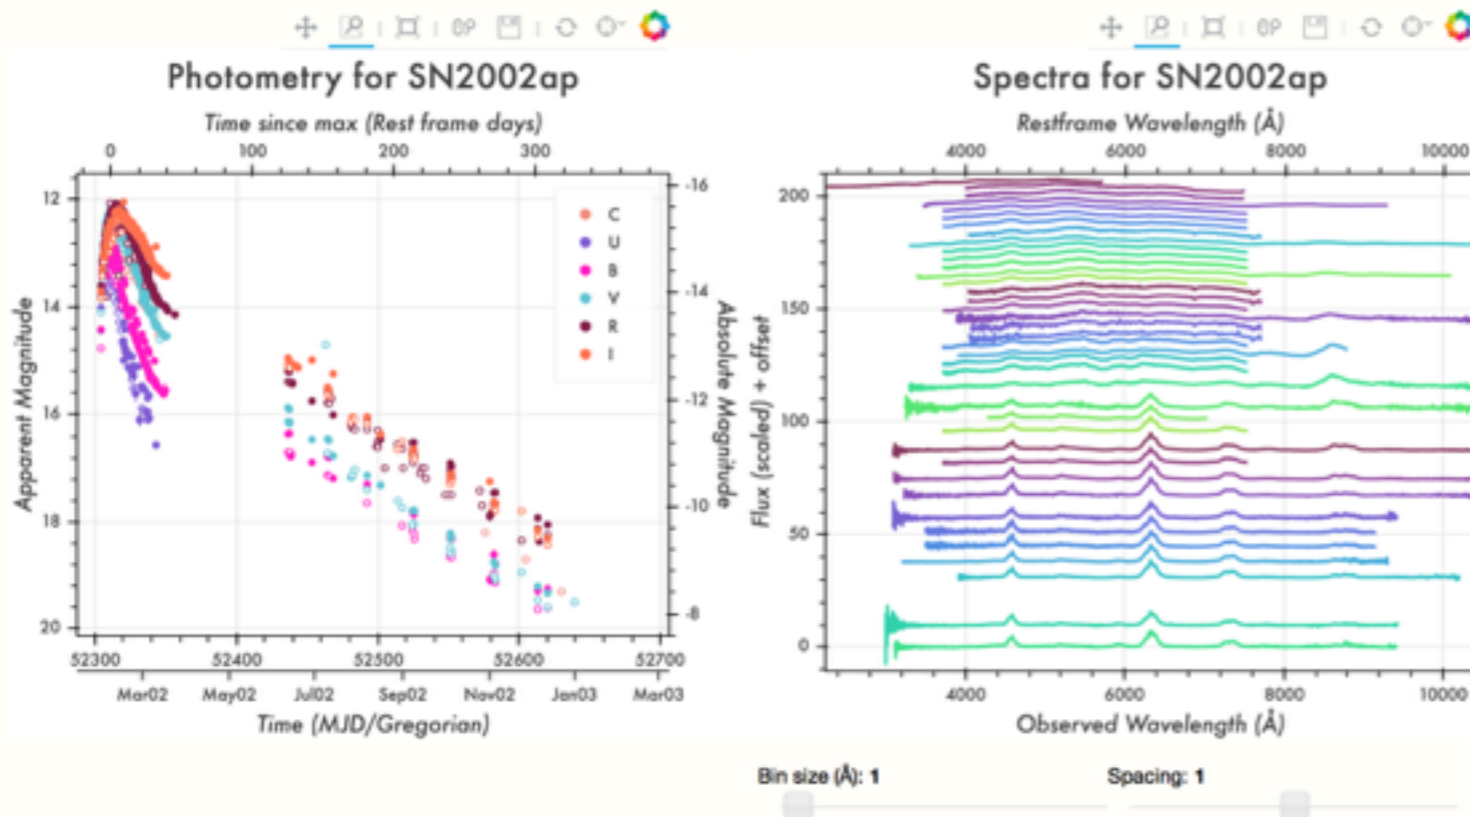 Photometry for SN2002ap
Time since max (Rest frame days)
0 100 200 300
12 14 16 18 20
Apparent Magnitude
-16 -14 -12 -10 -8
Absolute Magnitude
C
U
B
V
R
I
52300 52400 52500 52600 52700
Mar02 May02 Jul02 Sep02 Nov02 Jan03 Mar03
Time (MJD/Gregorian)
Spectra for SN2002ap
Restframe Wavelength (Å)
4000 6000 8000 10000
200 150 100 50 0
Flux (scaled) + offset
4000 6000 8000 10000
Observed Wavelength (Å)
Bin size (Å): 1
Spacing: 1